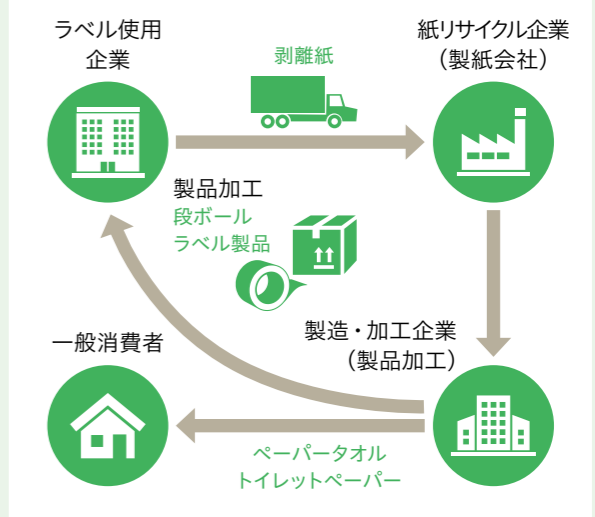 ラベル使用
企業
剥離紙
紙リサイクル企業
（製紙会社）
製品加工
段ボール
ラベル製品
製造・加工企業
（製品加工）
一般消費者
ペーパータオル
トイレットペーパー